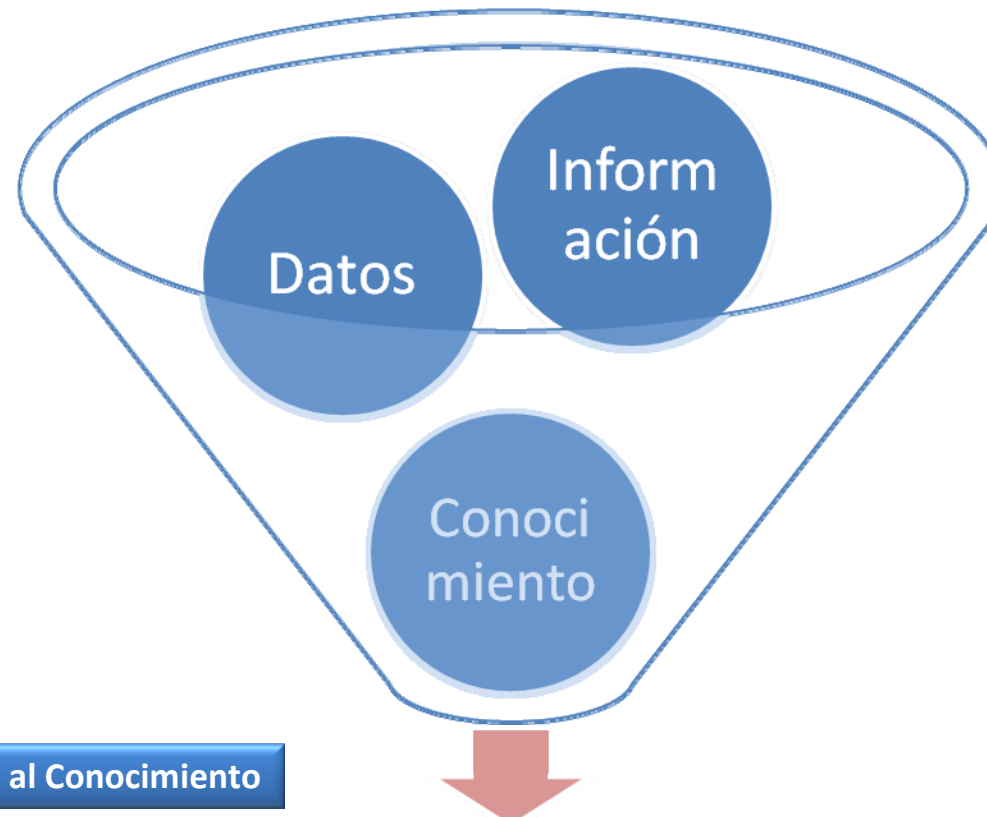 Inform
ación
Datos
Conoci
miento
al Conocimiento